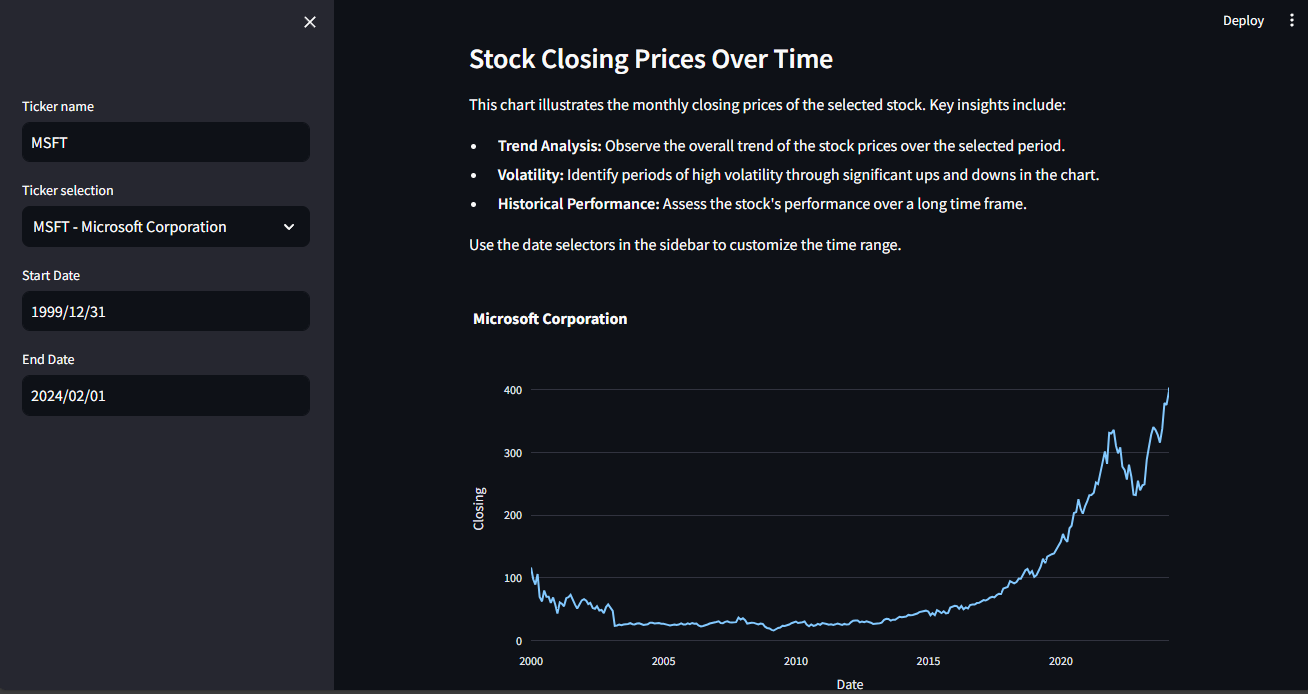 Deploy
Ticker name
MSFT
Ticker selection
MSFT - Microsoft Corporation
Start Date
1999/12/31
End Date
2024/02/01
Stock Closing Prices Over Time
This chart illustrates the monthly closing prices of the selected stock. Key insights include:
Trend Analysis: Observe the overall trend of the stock prices over the selected period.
Volatility: Identify periods of high volatility through significant ups and downs in the chart.
Historical Performance: Assess the stock's performance over a long time frame.
Use the date selectors in the sidebar to customize the time range.
Microsoft Corporation
Closing
400
300
200
100
0
2000 2005 2010 2015 2020
Date